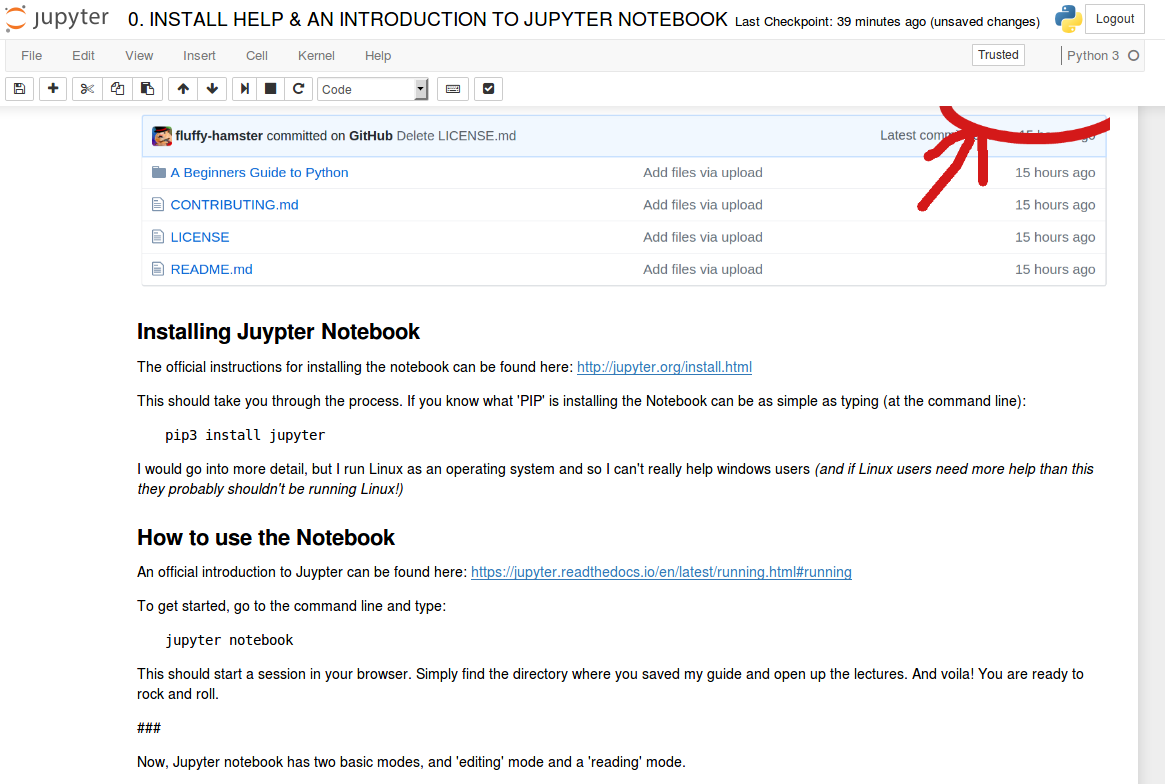 jupyter 0. INSTALL HELP & AN INTRODUCTION TO JUPYTER NOTEBOOK Last Checkpoint: 39 minutes ago (unsaved changes) Logout
File Edit View Insert Cell Kernel Help Trusted Python 3
Code
fluffy-hamster committed on GitHub Delete LICENSE.md Latest 15 hours ago
A Beginners Guide to Python Add files via upload 15 hours ago
CONTRIBUTING.md Add files via upload 15 hours ago
LICENSE Add files via upload 15 hours ago
README.md Add files via upload 15 hours ago
Installing Juypter Notebook
The official instructions for installing the notebook can be found here: http://jupyter.org/install.html
This should take you through the process. If you know what 'PIP' is installing the Notebook can be as simple as typing (at the command line):
pip3 install jupyter
I would go into more detail, but I run Linux as an operating system and so I can't really help windows users (and if Linux users need more help than this
they probably shouldn't be running Linux!)
How to use the Notebook
An official introduction to Juypter can be found here: https://jupyter.readthedocs.io/en/latest/running.html#running
To get started, go to the command line and type:
jupyter notebook
This should start a session in your browser. Simply find the directory where you saved my guide and open up the lectures. And voila! You are ready to
rock and roll.
###
Now, Jupyter notebook has two basic modes, and 'editing' mode and a 'reading' mode.